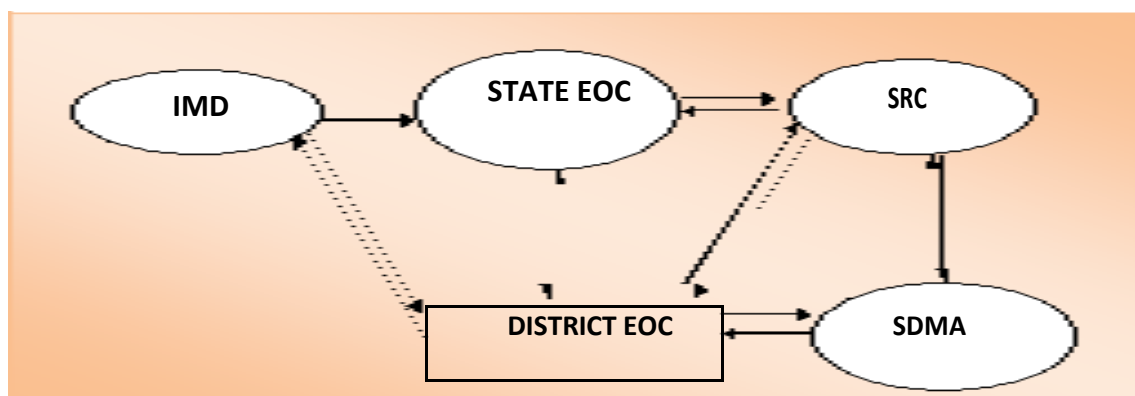 IMD
STATE EOC
SRC
DISTRICT EOC
SDMA